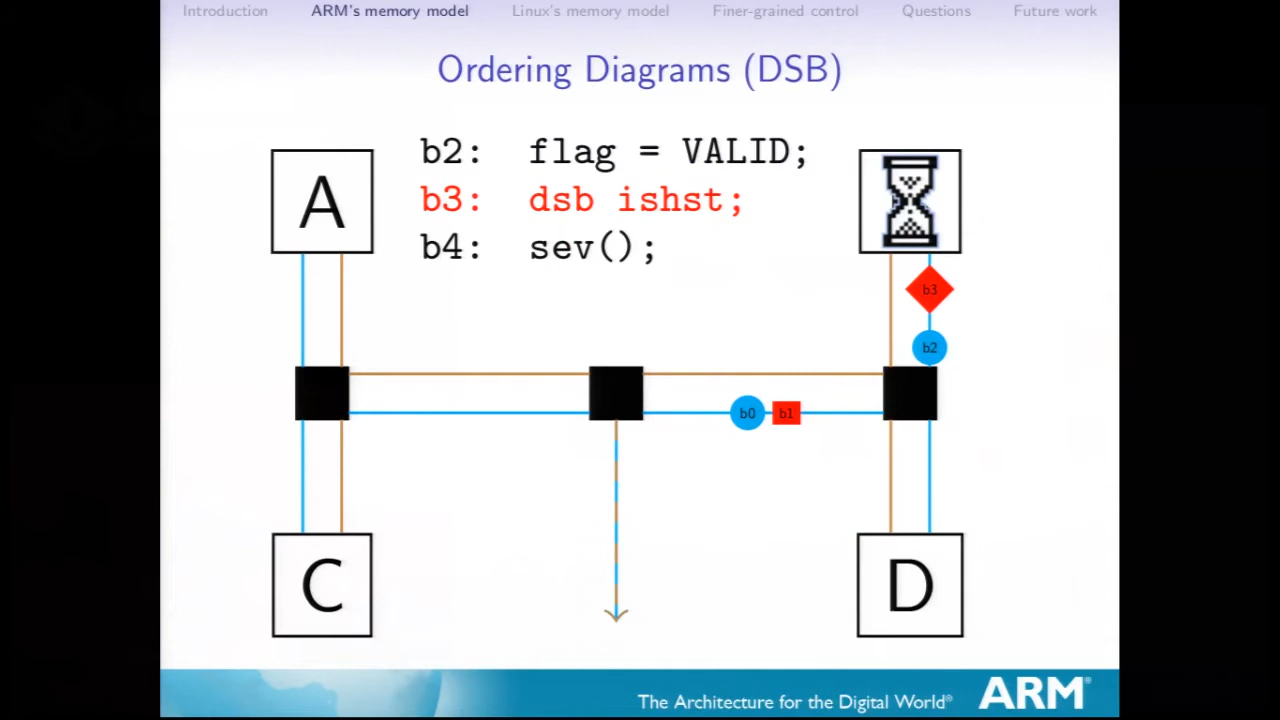 Introduction ARM's memory model Linux's memory model Finer-grained control Questions Future work
Ordering Diagrams (DSB)
b2: flag = VALID;
b3: dsb ishst;
b4: sev();
A
b3
b2
b0 b1
C
D
The Architecture for the Digital World®
ARM®